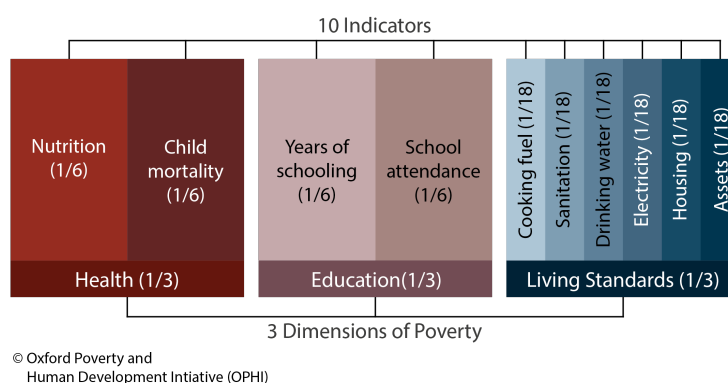 10 Indicators
Nutrition
(1/6)
Child
mortality
(1/6)
Years of
schooling
(1/6)
School
attendance
(1/6)
Cooking fuel (1/18)
Sanitation (1/18)
Drinking water (1/18)
Electricity (1/18)
Housing (1/18)
Assets (1/18)
Health (1/3)
Education(1/3)
Living Standards (1/3)
3 Dimensions of Poverty
© Oxford Poverty and
Human Development Intiative (OPHI)